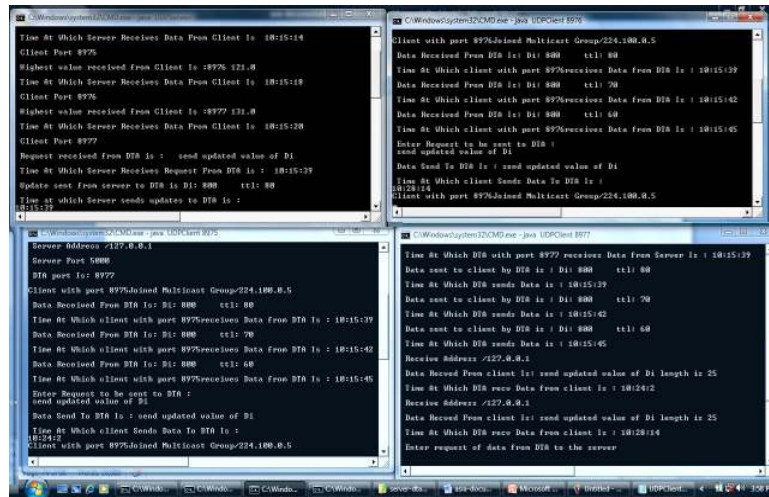 C:\Windows\system32\CMD.exe - java UDPServer
Time At Which Server Receives Data From Client Is 10:15:14
Client Port 8975
Highest value received from Client Is :8976 121.0
Time At Which Server Receives Data From Client Is 10:15:18
Client Port 8976
Highest value received from Client Is :8977 131.0
Time At Which Server Receives Data From Client Is 10:15:20
Client Port 8977
Request received from DTA is : send updated value of Di
Time At Which Server Receives Request From DTA is : 10:15:39
Update sent from server to DTA is Di: 800 ttl: 80
Time at Which Server sends updates to DTA is :
10:15:39
C:\Windows\system32\CMD.exe - java UDPClient 8976
Client with port 8976Joined Multicast Group/224.100.0.5
Data Received From DTA Is: Di: 800 ttl: 80
Time At Which client with port 8976receives Data from DTA Is : 10:15:39
Data Received From DTA Is: Di: 800 ttl: 70
Time At Which client with port 8976receives Data from DTA Is : 10:15:42
Data Received From DTA Is: Di: 800 ttl: 60
Time At Which client with port 8976receives Data from DTA Is : 10:15:45
Enter Request to be sent to DTA :
send updated value of Di
Data Send To DTA Is : send updated value of Di
Time At Which client Sends Data To DTA Is :
10:28:14
Client with port 8976Joined Multicast Group/224.100.0.5
C:\Windows\system32\CMD.exe - java UDPClient 8975
Server Address /127.0.0.1
Server Port 5000
DTA port Is: 8977
Client with port 8975Joined Multicast Group/224.100.0.5
Data Received From DTA Is: Di: 800 ttl: 80
Time At Which client with port 8975receives Data from DTA Is : 10:15:39
Data Received From DTA Is: Di: 800 ttl: 70
Time At Which client with port 8975receives Data from DTA Is : 10:15:42
Data Received From DTA Is: Di: 800 ttl: 60
Time At Which client with port 8975receives Data from DTA Is : 10:15:45
Enter Request to be sent to DTA :
send updated value of Di
Data Send To DTA Is : send updated value of Di
Time At Which client Sends Data To DTA Is :
10:24:2
Client with port 8975Joined Multicast Group/224.100.0.5
C:\Windows\system32\CMD.exe - java UDPClient 8977
Time At Which DTA with port 8977 receives Data from Server Is : 10:15:39
Data sent to client by DTA is : Di: 800 ttl: 80
Time At Which DTA sends Data is : 10:15:39
Data sent to client by DTA is : Di: 800 ttl: 70
Time At Which DTA sends Data is : 10:15:42
Data sent to client by DTA is : Di: 800 ttl: 60
Time At Which DTA sends Data is : 10:15:45
Receive Address /127.0.0.1
Data Recved From client Is: send updated value of Di length is 25
Time At Which DTA recv Data from client Is : 10:24:2
Receive Address /127.0.0.1
Data Recved From client Is: send updated value of Di length is 25
Time At Which DTA recv Data from client Is : 10:28:14
Enter request of data from DTA to the server
C:\Windo... C:\Windo... C:\Windo... C:\Windo... server-dta... asia-docu... Microsoft ... Untitled - ... UDPClient... 3:58 P